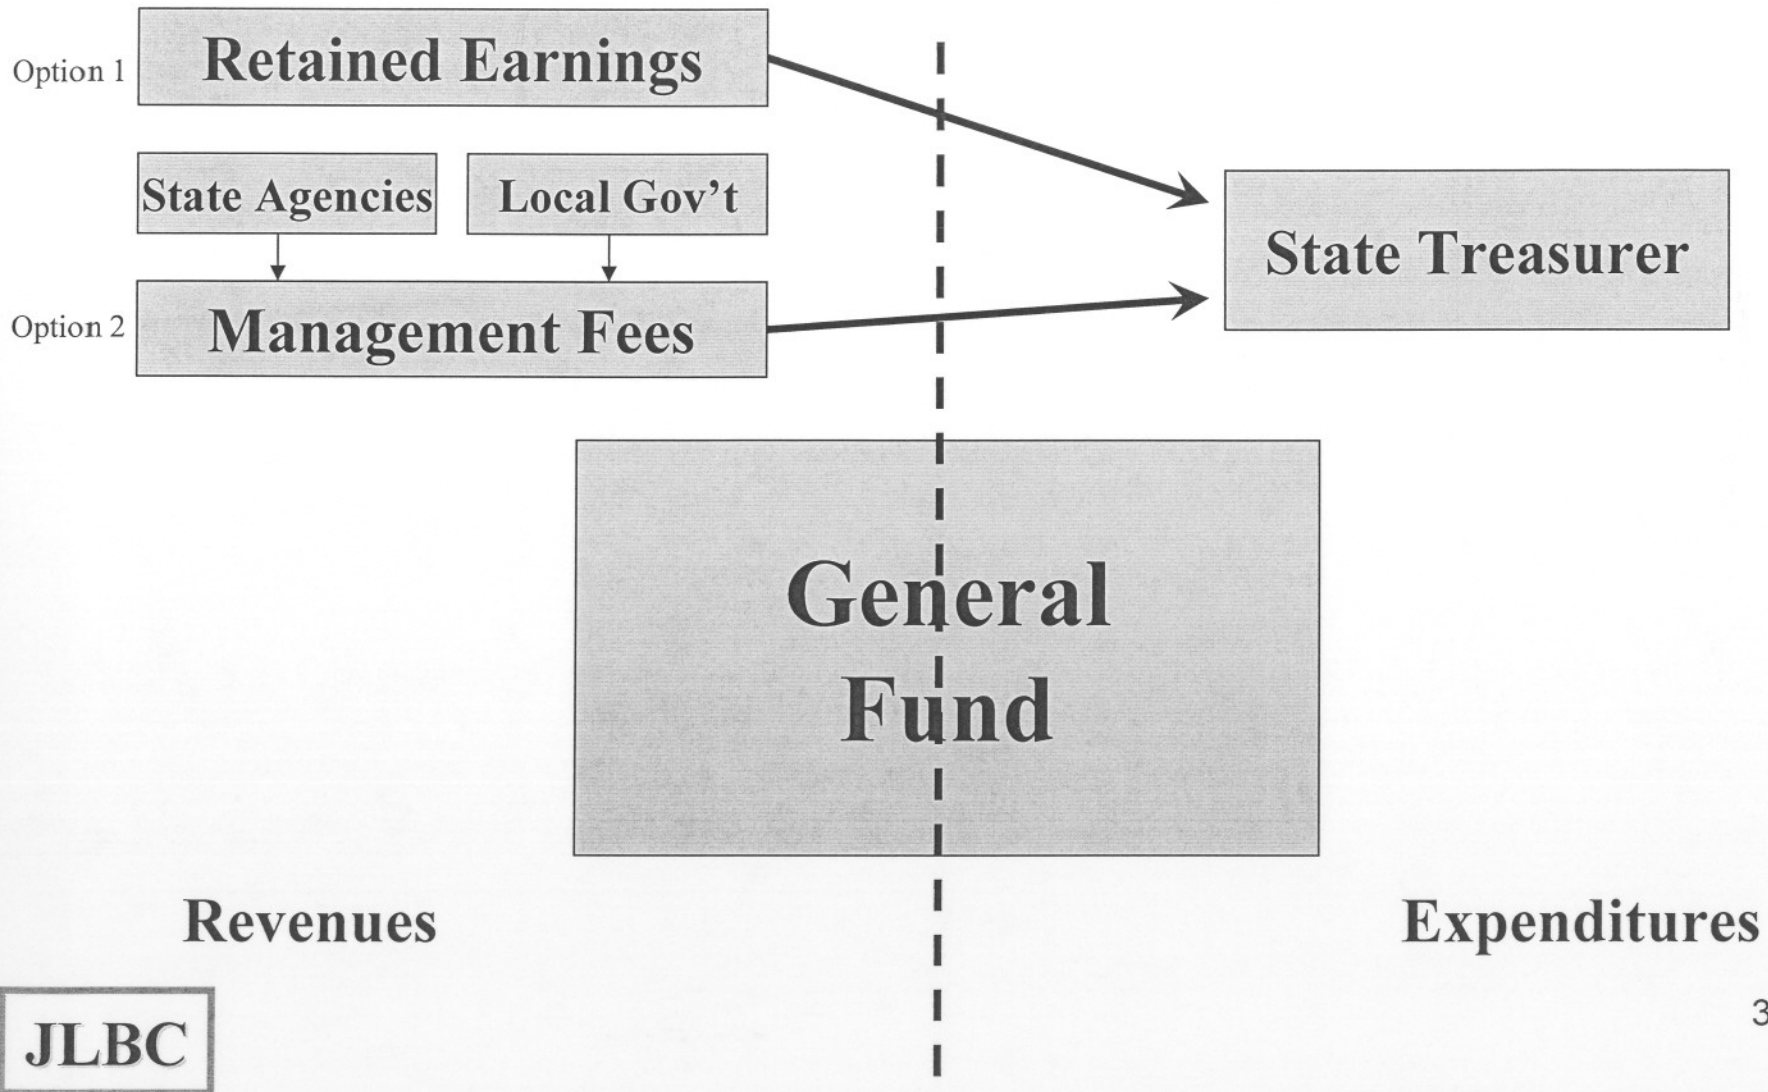 Option 1
Retained Earnings
State Agencies
Local Gov't
State Treasurer
Option 2
Management Fees
General
Fund
Revenues
Expenditures
3
JLBC